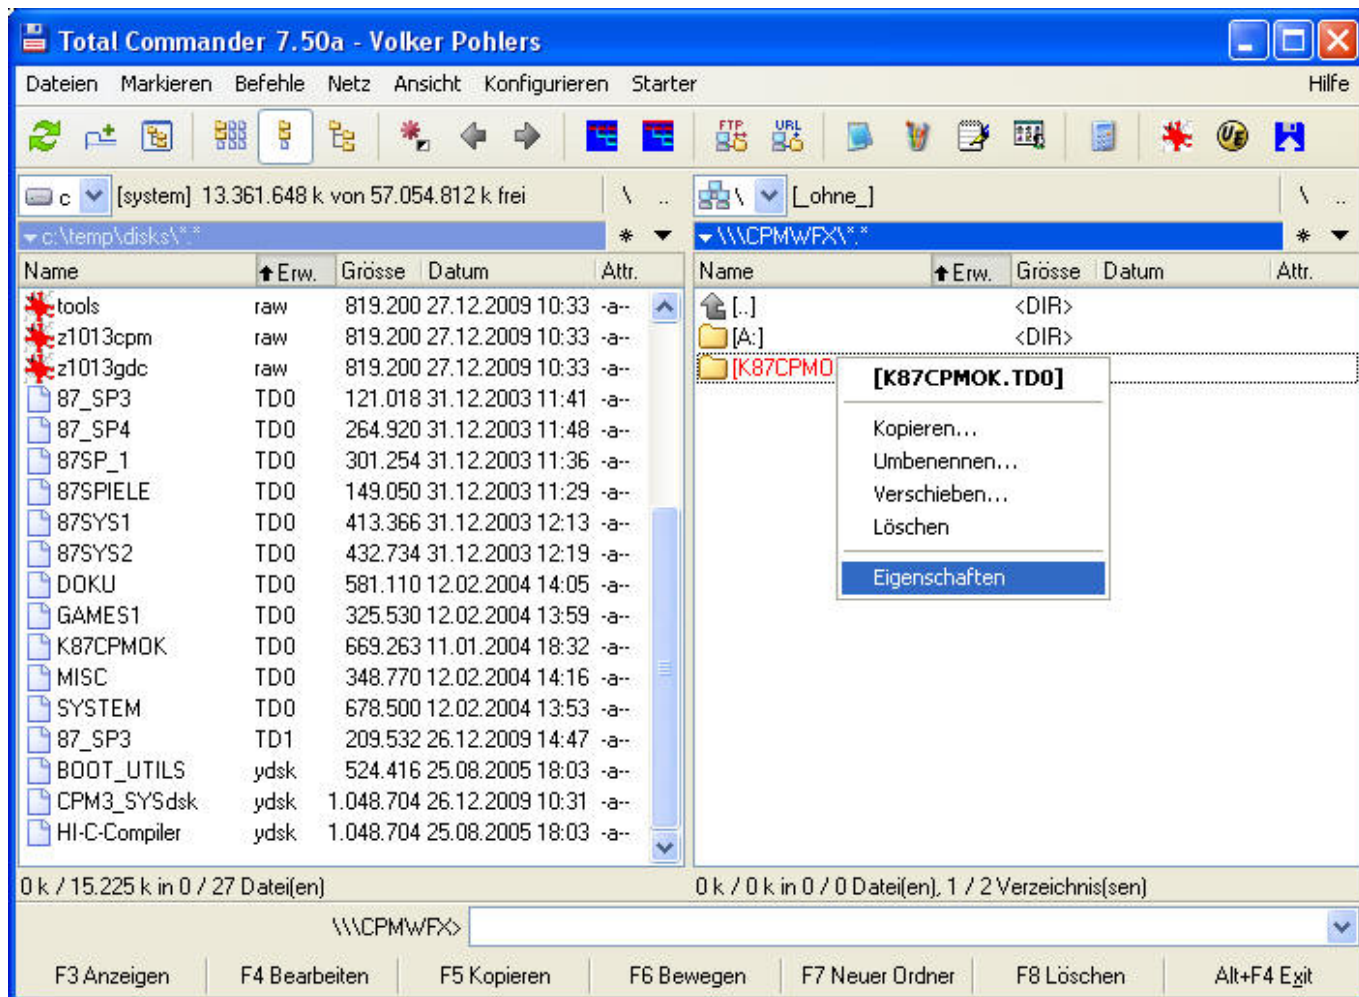 Total Commander 7.50a - Volker Pohlers
Dateien Markieren Befehle Netz Ansicht Konfigurieren Starter Hilfe
FTP URL UE
c [system] 13.361.648 k von 57.054.812 k frei \ ..
\ [_ohne_] \ ..
c:\temp\disks\*.* * \\\CPMWFX\*.* *
Name Erw. Grösse Datum Attr. Name Erw. Grösse Datum Attr.
tools raw 819.200 27.12.2009 10:33 -a-- [..] <DIR>
z1013cpm raw 819.200 27.12.2009 10:33 -a-- [A:] <DIR>
z1013gdc raw 819.200 27.12.2009 10:33 -a-- [K87CPMO
87_SP3 TD0 121.018 31.12.2003 11:41 -a--
87_SP4 TD0 264.920 31.12.2003 11:48 -a--
87SP_1 TD0 301.254 31.12.2003 11:36 -a--
87SPIELE TD0 149.050 31.12.2003 11:29 -a--
87SYS1 TD0 413.366 31.12.2003 12:13 -a--
87SYS2 TD0 432.734 31.12.2003 12:19 -a--
DOKU TD0 581.110 12.02.2004 14:05 -a--
GAMES1 TD0 325.530 12.02.2004 13:59 -a--
K87CPMOK TD0 669.263 11.01.2004 18:32 -a--
MISC TD0 348.770 12.02.2004 14:16 -a--
SYSTEM TD0 678.500 12.02.2004 13:53 -a--
87_SP3 TD1 209.532 26.12.2009 14:47 -a--
BOOT_UTILS ydsk 524.416 25.08.2005 18:03 -a--
CPM3_SYSdsk ydsk 1.048.704 26.12.2009 10:31 -a--
HI-C-Compiler ydsk 1.048.704 25.08.2005 18:03 -a--
[K87CPMOK.TD0]
Kopieren...
Umbenennen...
Verschieben...
Löschen
Eigenschaften
0 k / 15.225 k in 0 / 27 Datei(en) 0 k / 0 k in 0 / 0 Datei(en), 1 / 2 Verzeichnis(sen)
\\\CPMWFX>
F3 Anzeigen F4 Bearbeiten F5 Kopieren F6 Bewegen F7 Neuer Ordner F8 Löschen Alt+F4 Exit